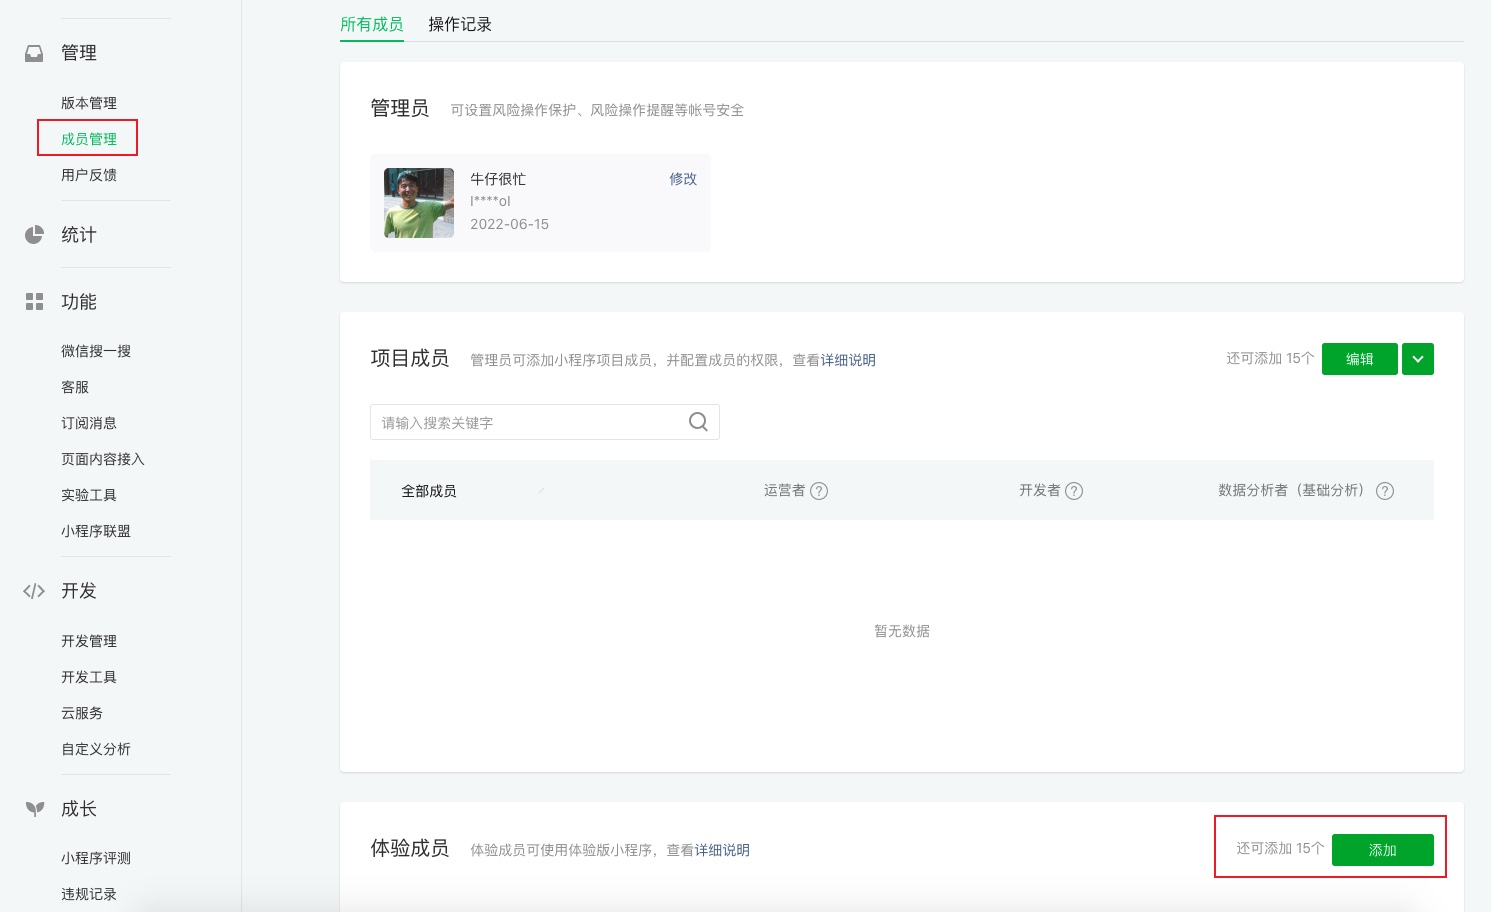 管理
版本管理
成员管理
用户反馈
统计
功能
微信搜一搜
客服
订阅消息
页面内容接入
实验工具
小程序联盟
开发
开发管理
开发工具
云服务
自定义分析
成长
小程序评测
违规记录
所有成员 操作记录
管理员 可设置风险操作保护、风险操作提醒等帐号安全
牛仔很忙 修改
l****ol
2022-06-15
项目成员 管理员可添加小程序项目成员，并配置成员的权限，查看详细说明 还可添加 15个 编辑
请输入搜索关键字
全部成员 运营者 ? 开发者 ? 数据分析者（基础分析） ?
暂无数据
体验成员 体验成员可使用体验版小程序，查看详细说明 还可添加 15个 添加